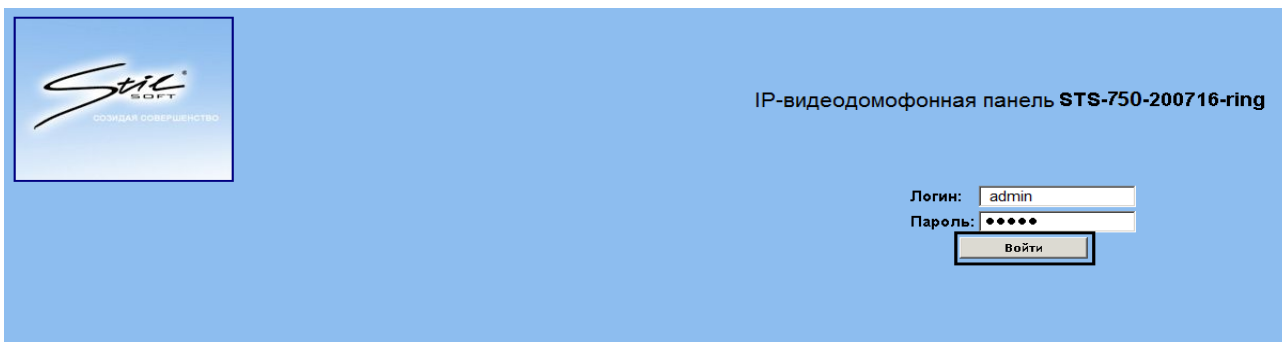 Stil
SOFT
СОЗИДАЯ СОВЕРШЕНСТВО
IP-видеодомофонная панель STS-750-200716-ring
Логин: admin
Пароль: ●●●●●
Войти